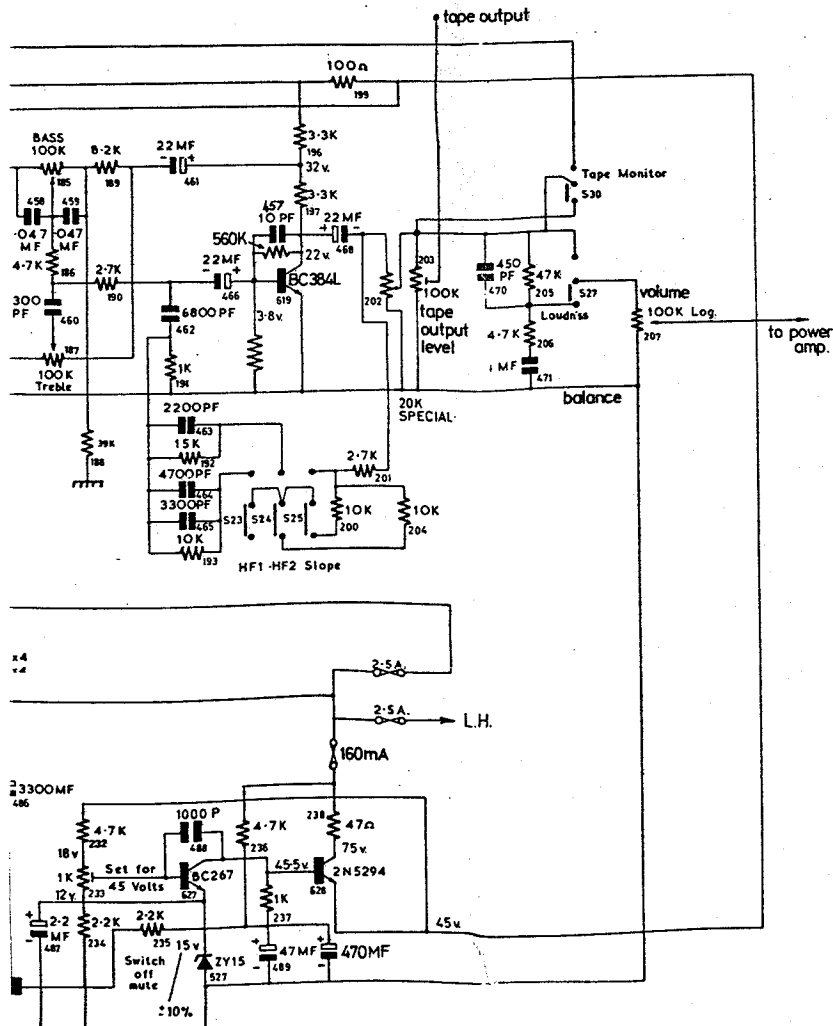 tape output
100Ω
199
BASS
100K
185
8.2K
189
22MF
- +
461
3.3K
196
32v.
3.3K
197
Tape Monitor
S30
458
459
.047
MF
.047
MF
457
10PF
22MF
+ -
468
560K
22v.
4.7K
186
2.7K
190
22MF
- +
466
BC384L
619
202
203
100K
tape
output
level
450
PF
470
47K
205
S27
Loudn'ss
volume
100K Log.
207
to power
amp.
300
PF
460
6800PF
462
3.8v.
4.7K
206
187
100K
Treble
1K
191
MF
471
balance
20K
SPECIAL
2200PF
463
39K
188
15K
192
2.7K
201
4700PF
464
3300PF
465
S23
S24
S25
10K
200
10K
204
10K
193
HF1-HF2 Slope
x4
x4
2.5A.
2.5A.
L.H.
160mA
3300MF
486
1000P
488
4.7K
232
4.7K
236
238
47Ω
75v.
18v
Set for
45 Volts
1K
233
12v.
BC267
627
45.5v.
2N5294
628
1K
237
45v.
+
2.2
MF
-
487
2.2K
234
2.2K
235
15v
±10%
Switch
off
mute
ZY15
527
+
47MF
-
489
+
470MF
-